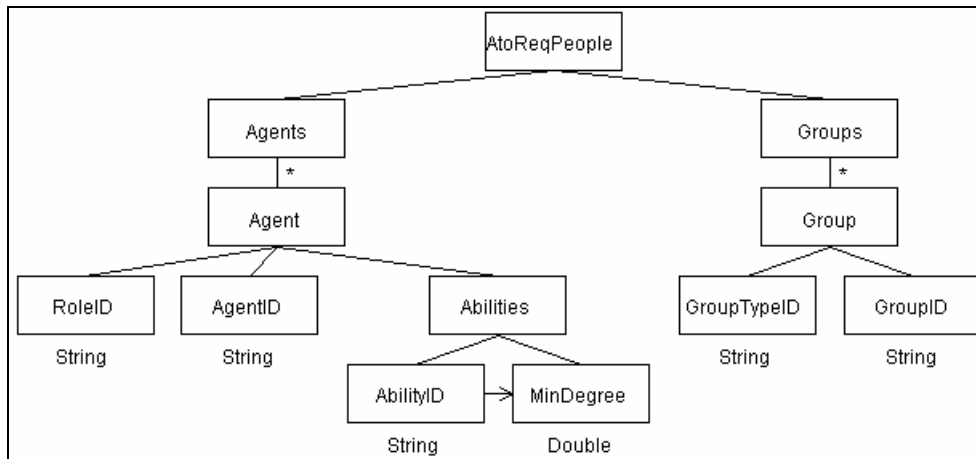 AtoReqPeople
Agents
Groups
*
*
Agent
Group
RoleID
AgentID
Abilities
GroupTypeID
GroupID
String
String
String
String
AbilityID
MinDegree
String
Double